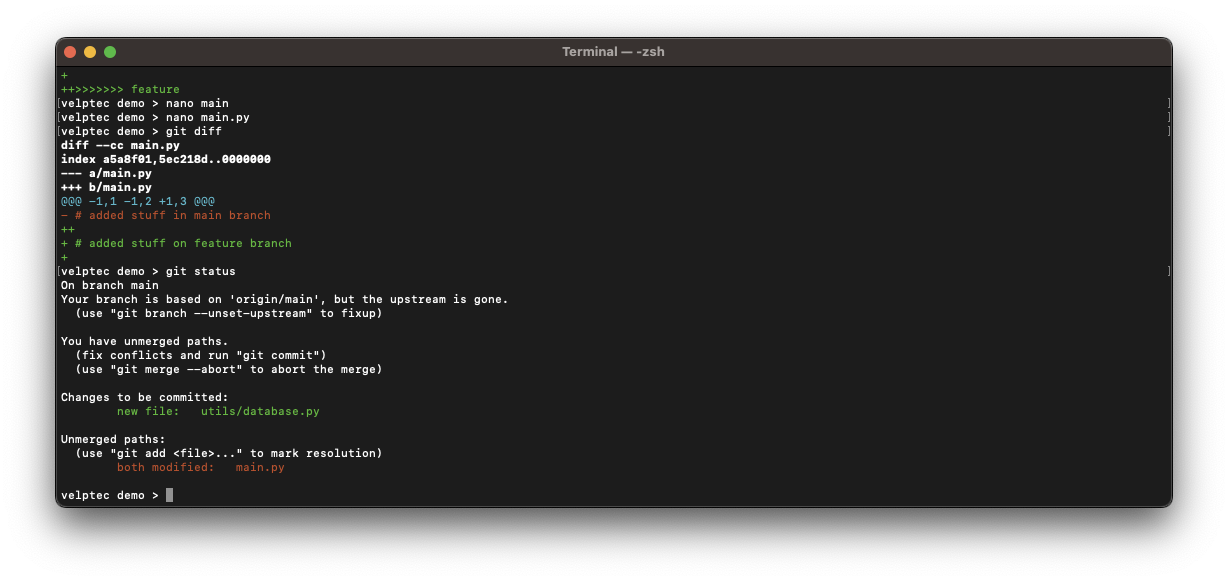 Terminal — -zsh
+
++>>>>>>> feature
[velptec demo > nano main ]
[velptec demo > nano main.py ]
[velptec demo > git diff ]
diff --cc main.py
index a5a8f01,5ec218d..0000000
--- a/main.py
+++ b/main.py
@@@ -1,1 -1,2 +1,3 @@@
- # added stuff in main branch
++
+ # added stuff on feature branch
+
[velptec demo > git status ]
On branch main
Your branch is based on 'origin/main', but the upstream is gone.
  (use "git branch --unset-upstream" to fixup)

You have unmerged paths.
  (fix conflicts and run "git commit")
  (use "git merge --abort" to abort the merge)

Changes to be committed:
        new file:   utils/database.py

Unmerged paths:
  (use "git add <file>..." to mark resolution)
        both modified:   main.py

velptec demo >